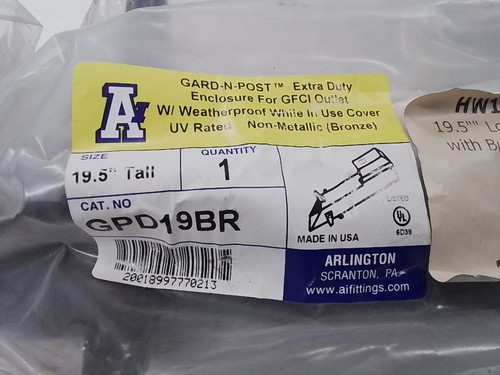 GARD-N-POST™ Extra Duty
Enclosure For GFCI Outlet
W/ Weatherproof While In Use Cover
UV Rated Non-Metallic (Bronze)
A
SIZE
19.5" Tall
QUANTITY
1
CAT. NO
GPD19BR
20018997770213
LISTED
UL
6D39
MADE IN USA
ARLINGTON
SCRANTON, PA
www.aifittings.com
19.5"" L
with B